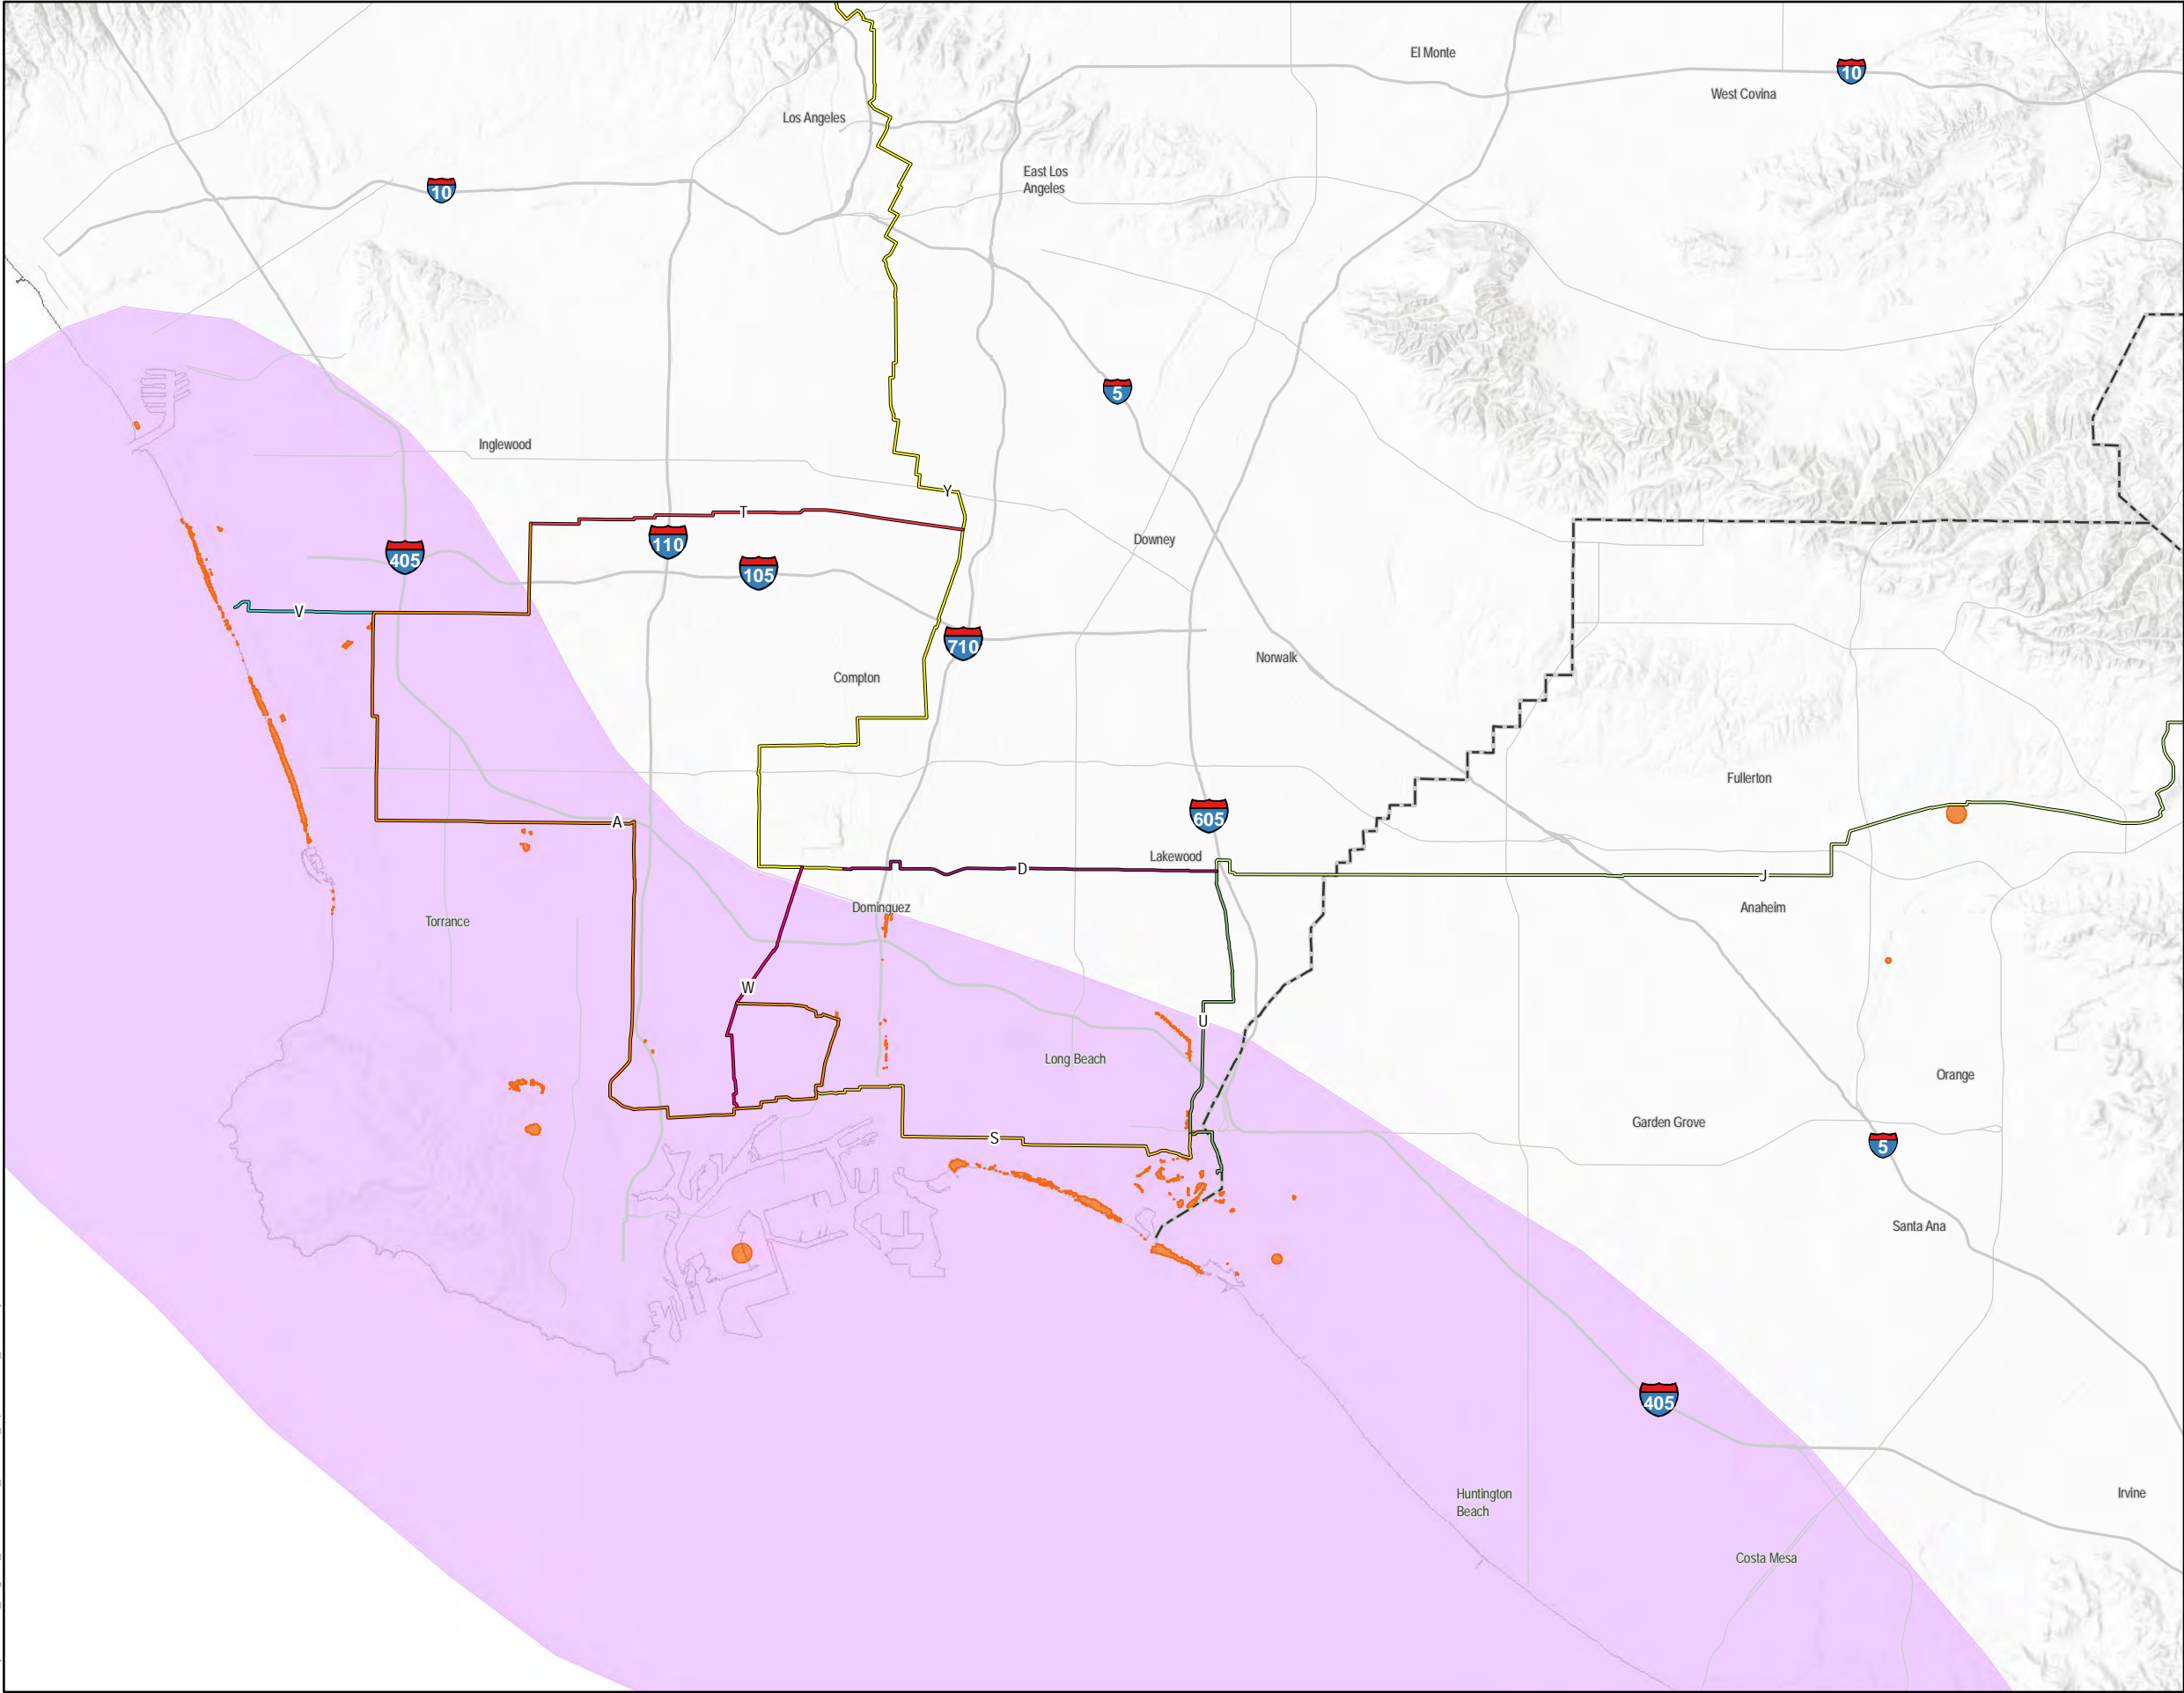 El Monte
10
West Covina
Los Angeles
East Los
Angeles
10
5
Inglewood
Y
T
110
Downey
405
105
V
710
Norwalk
Compton
Fullerton
605
A
Lakewood
D
J
Dominguez
Anaheim
Torrance
W
U
Long Beach
Orange
Garden Grove
S
5
Santa Ana
405
Huntington
Beach
Irvine
Costa Mesa